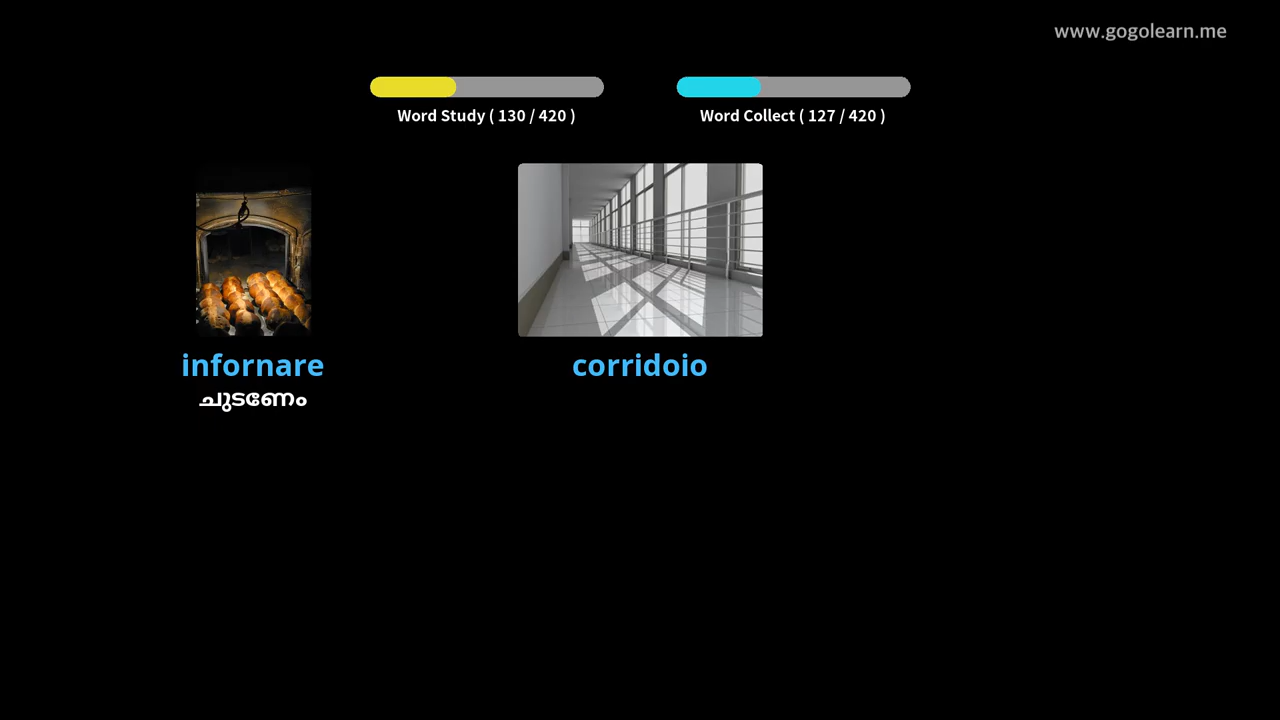 www.gogolearn.me
Word Study ( 130 / 420 )
Word Collect ( 127 / 420 )
infornare
corridoio
ചുടണേം